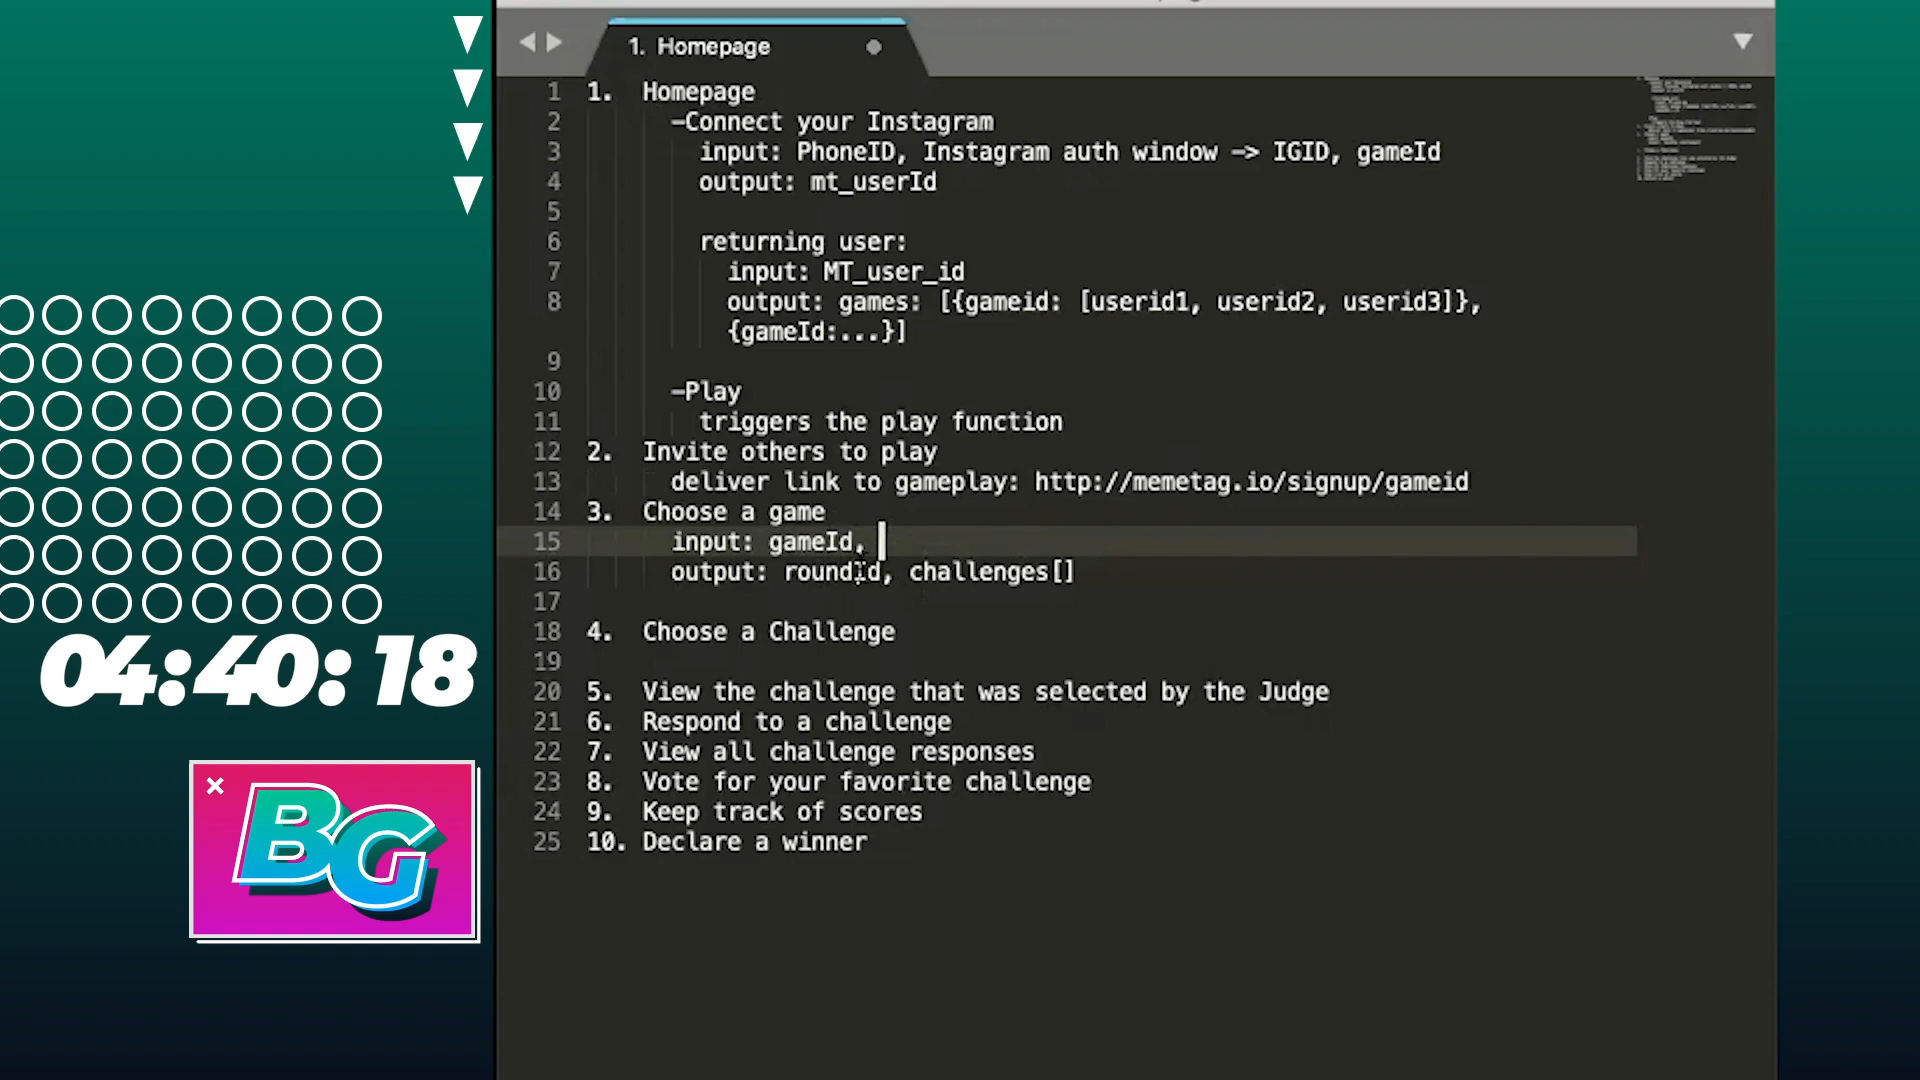 1. Homepage
1 1. Homepage
2 -Connect your Instagram
3 input: PhoneID, Instagram auth window -> IGID, gameId
4 output: mt_userId
5
6 returning user:
7 input: MT_user_id
8 output: games: [{gameid: [userid1, userid2, userid3]},
{gameId:...}]
9
10 -Play
11 triggers the play function
12 2. Invite others to play
13 deliver link to gameplay: http://memetag.io/signup/gameid
14 3. Choose a game
15 input: gameId,
16 output: roundid, challenges[]
17
18 4. Choose a Challenge
19
20 5. View the challenge that was selected by the Judge
21 6. Respond to a challenge
22 7. View all challenge responses
23 8. Vote for your favorite challenge
24 9. Keep track of scores
25 10. Declare a winner
04:40:18
BG